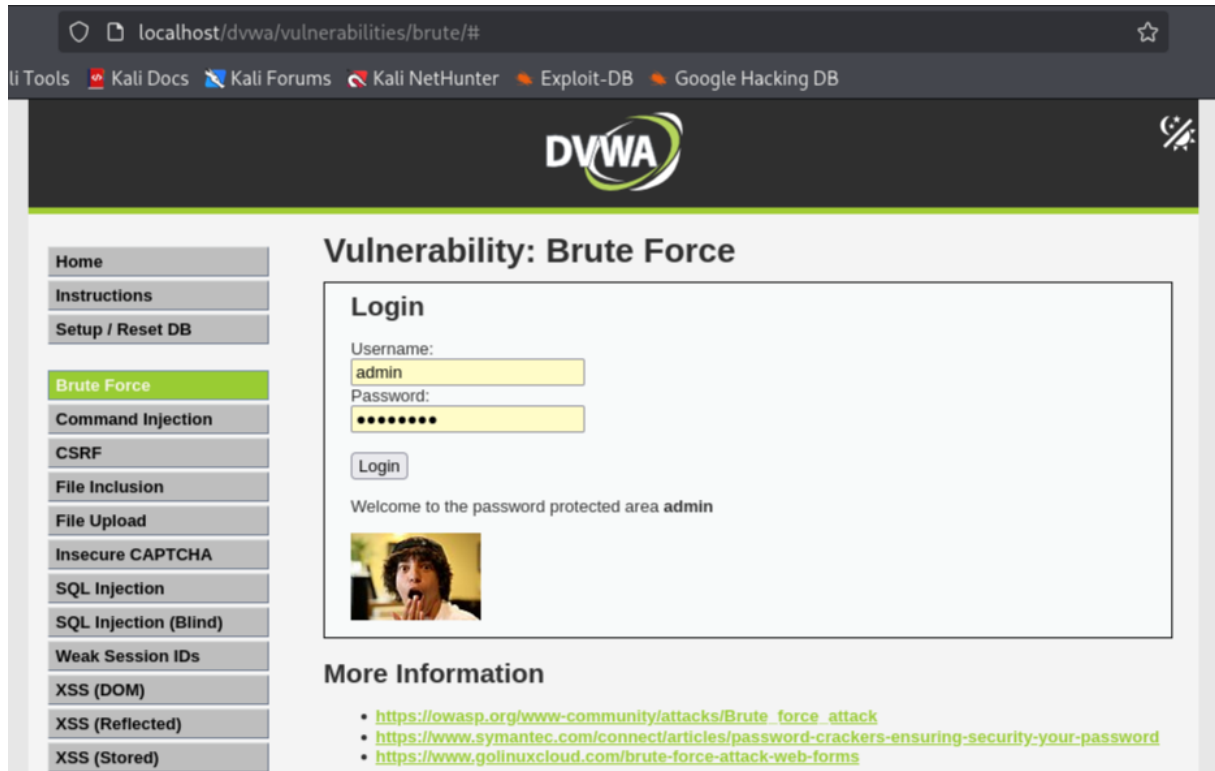 localhost/dvwa/vulnerabilities/brute/#
li Tools Kali Docs Kali Forums Kali NetHunter Exploit-DB Google Hacking DB
DVWA
Home
Instructions
Setup / Reset DB
Brute Force
Command Injection
CSRF
File Inclusion
File Upload
Insecure CAPTCHA
SQL Injection
SQL Injection (Blind)
Weak Session IDs
XSS (DOM)
XSS (Reflected)
XSS (Stored)
Vulnerability: Brute Force
Login
Username:
admin
Password:
••••••••
Login
Welcome to the password protected area admin
More Information
• https://owasp.org/www-community/attacks/Brute_force_attack
• https://www.symantec.com/connect/articles/password-crackers-ensuring-security-your-password
• https://www.golinuxcloud.com/brute-force-attack-web-forms